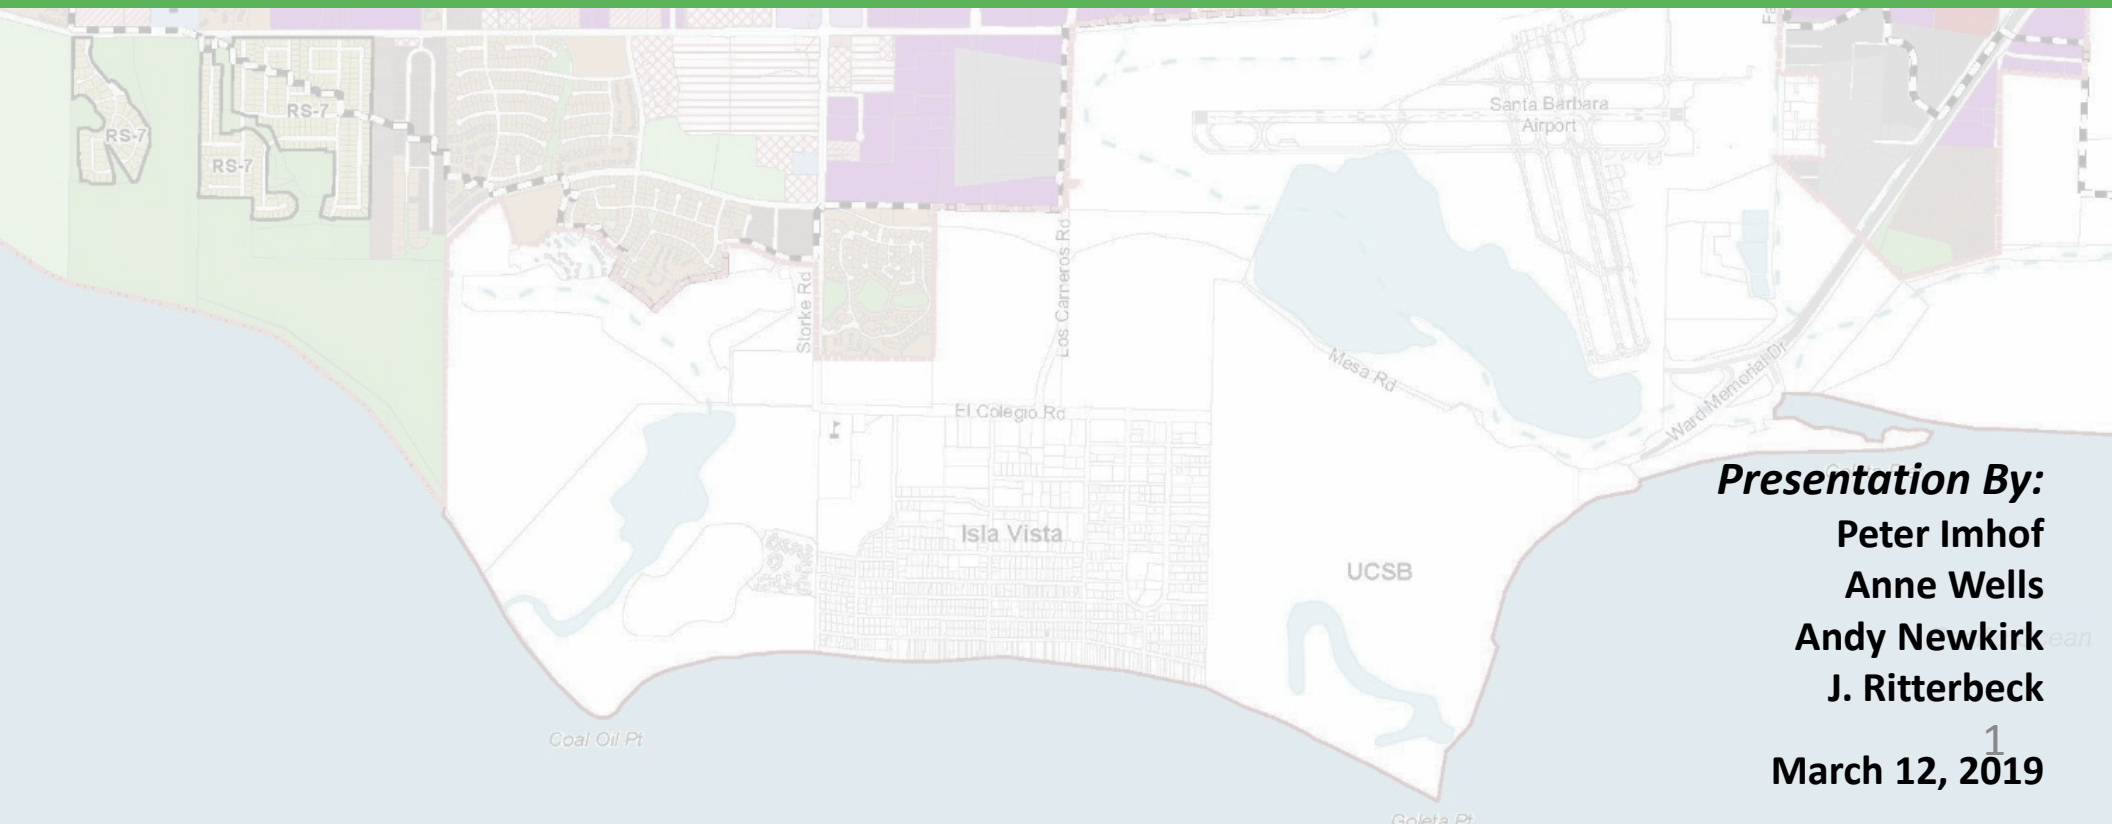 RS-7
RS-7
RS-7
Santa Barbara
Airport
Los Carneros Rd
Storke Rd
Mesa Rd
Ward Memorial Dr
El Colegio Rd
Isla Vista
UCSB
Coal Oil Pt
Goleta Pt
Presentation By:
Peter Imhof
Anne Wells
Andy Newkirk
J. Ritterbeck
1
March 12, 2019